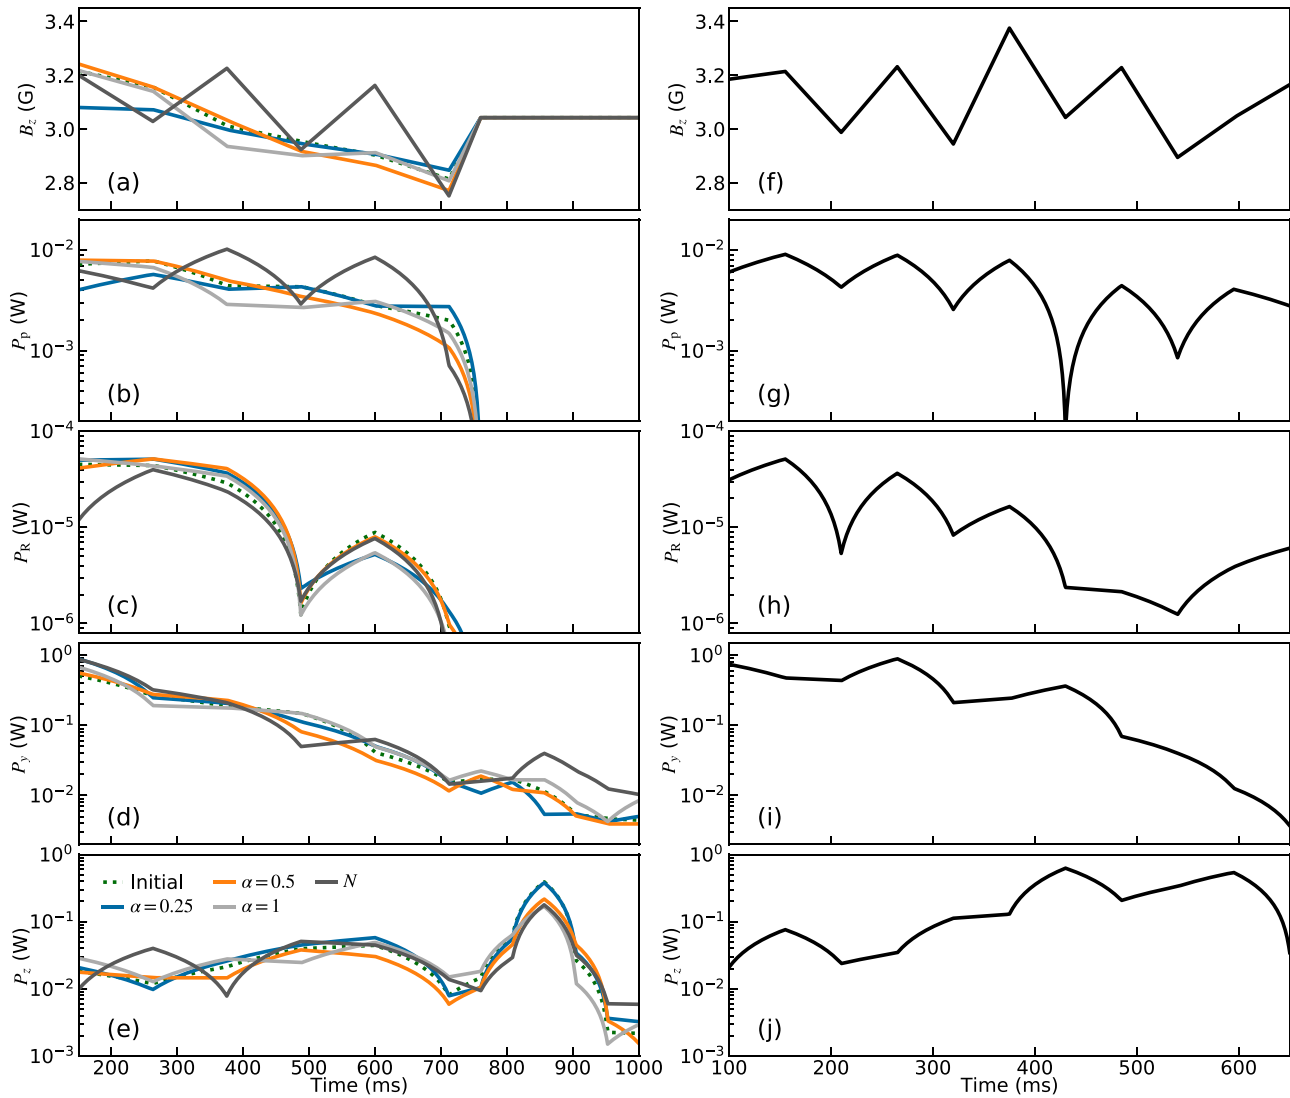 3.4
3.2
3.0
2.8
B_z (G)
(a)
3.4
3.2
3.0
2.8
B_z (G)
(f)
10^−2
10^−3
P_p (W)
(b)
10^−2
10^−3
P_p (W)
(g)
10^−4
10^−5
10^−6
P_R (W)
(c)
10^−4
10^−5
10^−6
P_R (W)
(h)
10^0
10^−1
10^−2
P_y (W)
(d)
10^0
10^−1
10^−2
P_y (W)
(i)
10^0
10^−1
10^−2
10^−3
P_z (W)
Initial α=0.5 N
α=0.25 α=1
(e)
200 300 400 500 600 700 800 900 1000
Time (ms)
10^0
10^−1
10^−2
10^−3
P_z (W)
(j)
100 200 300 400 500 600
Time (ms)